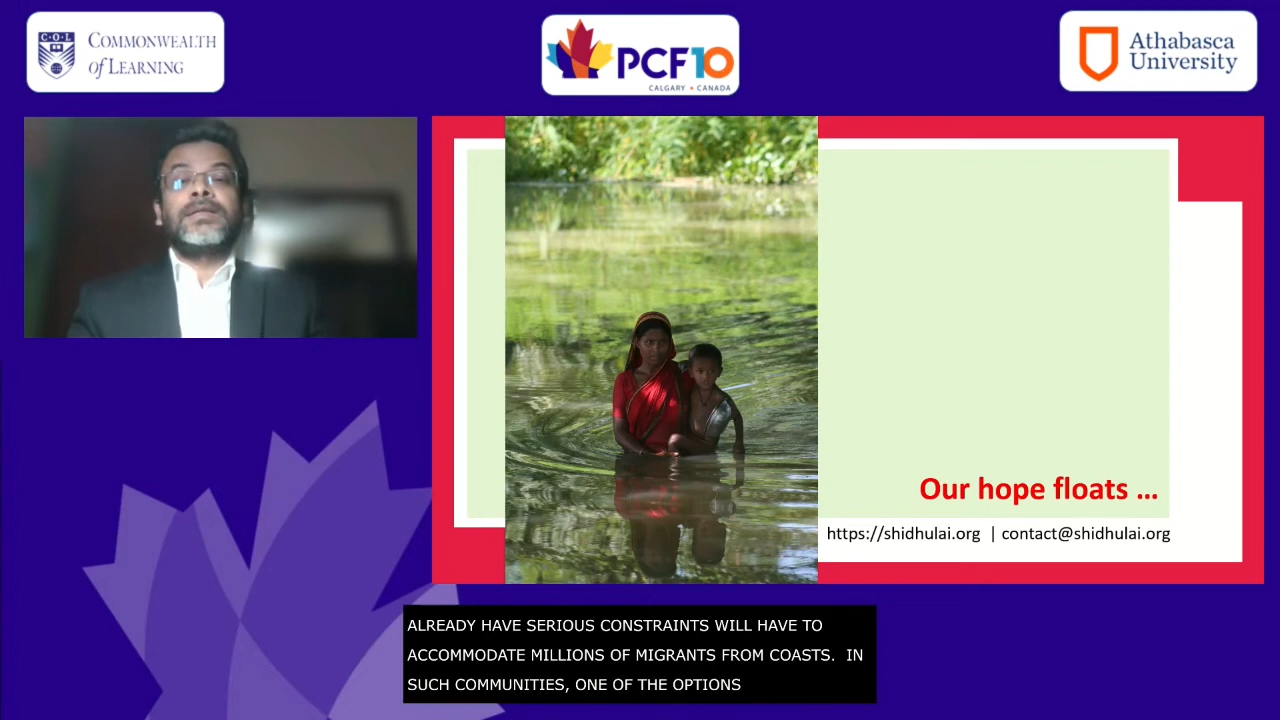 COMMONWEALTH
of LEARNING
C.O.L
PCF10
CALGARY • CANADA
Athabasca
University
Our hope floats ...
https://shidhulai.org | contact@shidhulai.org
ALREADY HAVE SERIOUS CONSTRAINTS WILL HAVE TO
ACCOMMODATE MILLIONS OF MIGRANTS FROM COASTS. IN
SUCH COMMUNITIES, ONE OF THE OPTIONS